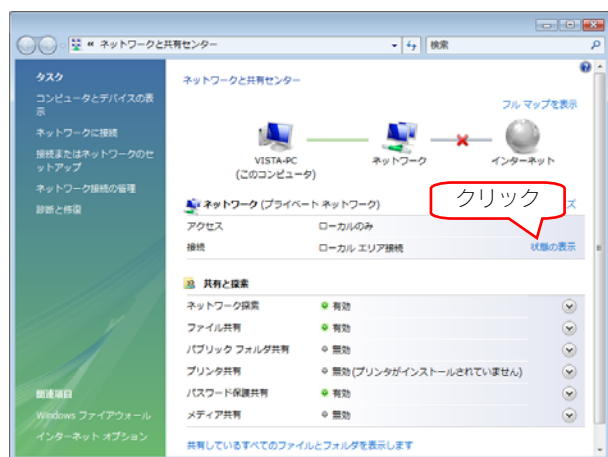 « ネットワークと共有センター
検索
タスク
コンピュータとデバイスの表
示
ネットワークに接続
接続またはネットワークのセ
ットアップ
ネットワーク接続の管理
診断と修復
関連項目
Windows ファイアウォール
インターネット オプション
ネットワークと共有センター
フル マップを表示
VISTA-PC
(このコンピュータ)
ネットワーク
インターネット
ネットワーク (プライベート ネットワーク)
ズ
クリック
アクセス ローカルのみ
接続 ローカル エリア接続 状態の表示
共有と探索
ネットワーク探索 有効
ファイル共有 有効
パブリック フォルダ共有 無効
プリンタ共有 無効 (プリンタがインストールされていません)
パスワード保護共有 有効
メディア共有 無効
共有しているすべてのファイルとフォルダを表示します